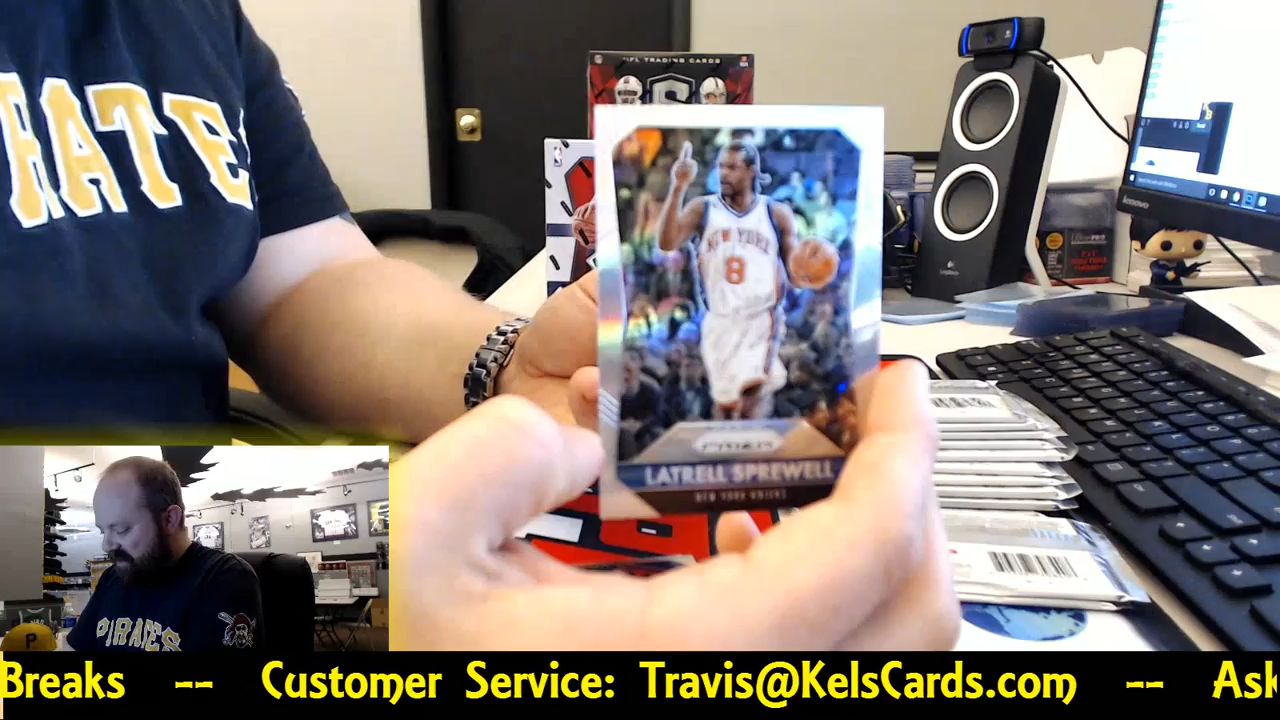 NFL TRADING CARDS
RATE
NEW YORK
8
PRIZM
LATRELL SPREWELL
NEW YORK KNICKS
Lenovo
PIRATES
P
Breaks -- Customer Service: Travis@KelsCards.com -- Ask